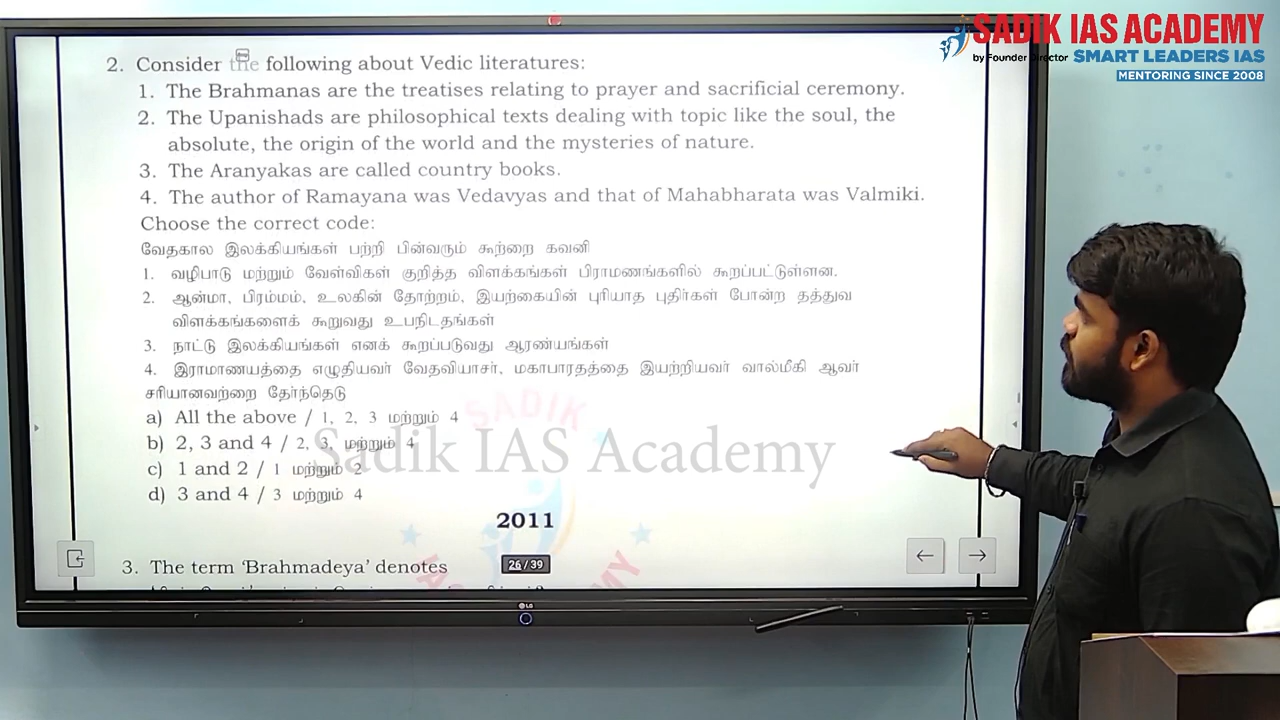 SADIK IAS ACADEMY
by Founder Director SMART LEADERS IAS
MENTORING SINCE 2008
2. Consider the following about Vedic literatures:
1. The Brahmanas are the treatises relating to prayer and sacrificial ceremony.
2. The Upanishads are philosophical texts dealing with topic like the soul, the
absolute, the origin of the world and the mysteries of nature.
3. The Aranyakas are called country books.
4. The author of Ramayana was Vedavyas and that of Mahabharata was Valmiki.
Choose the correct code:
வேதகால இலக்கியங்கள் பற்றி பின்வரும் கூற்றை கவனி
1. வழிபாடு மற்றும் வேள்விகள் குறித்த விளக்கங்கள் பிராமணங்களில் கூறப்பட்டுள்ளன.
2. ஆன்மா, பிரம்மம், உலகின் தோற்றம், இயற்கையின் புரியாத புதிர்கள் போன்ற தத்துவ
விளக்கங்களைக் கூறுவது உபநிடதங்கள்
3. நாட்டு இலக்கியங்கள் எனக் கூறப்படுவது ஆரண்யங்கள்
4. இராமாணயத்தை எழுதியவர் வேதவியாசர், மகாபாரதத்தை இயற்றியவர் வால்மீகி ஆவர்
சரியானவற்றை தேர்ந்தெடு
a) All the above / 1, 2, 3 மற்றும் 4
b) 2, 3 and 4 / 2, 3, மற்றும் 4
c) 1 and 2 / 1 மற்றும் 2
d) 3 and 4 / 3 மற்றும் 4
Sadik IAS Academy
SADIK
2011
3. The term 'Brahmadeya' denotes
26 / 39
IAS ACADEMY
LG